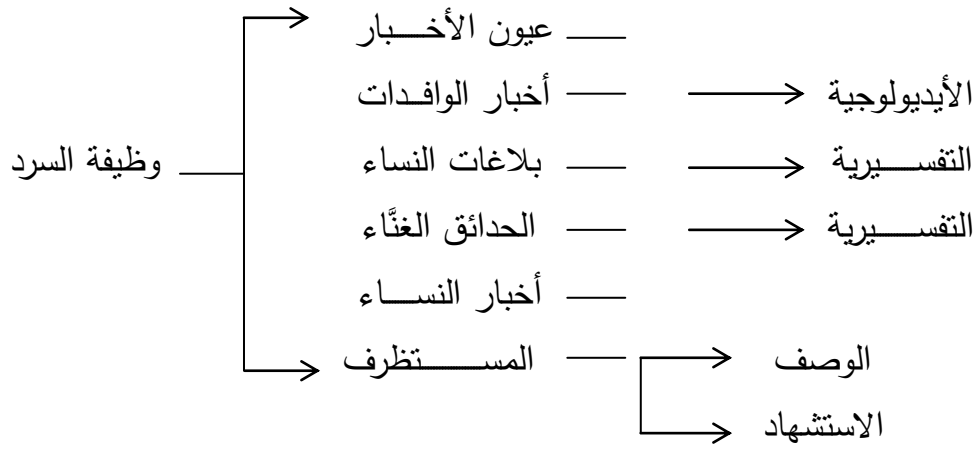 عيون الأخبار
أخبار الوافدات الأيديولوجية
وظيفة السرد بلاغات النساء التفسيرية
الحدائق الغنَّاء التفسيرية
أخبار النساء
المستظرف الوصف
الاستشهاد